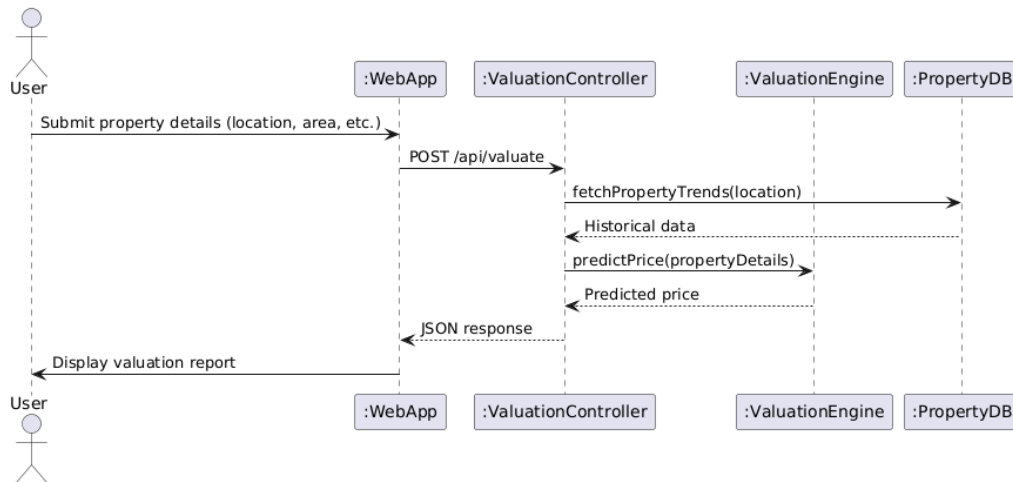 User
:WebApp
:ValuationController
:ValuationEngine
:PropertyDB
Submit property details (location, area, etc.)
POST /api/valuate
fetchPropertyTrends(location)
Historical data
predictPrice(propertyDetails)
Predicted price
JSON response
Display valuation report
User
:WebApp
:ValuationController
:ValuationEngine
:PropertyDB